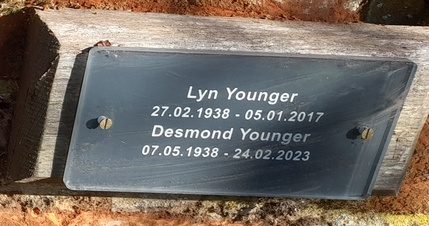 Lyn Younger
27.02.1938 - 05.01.2017
Desmond Younger
07.05.1938 - 24.02.2023